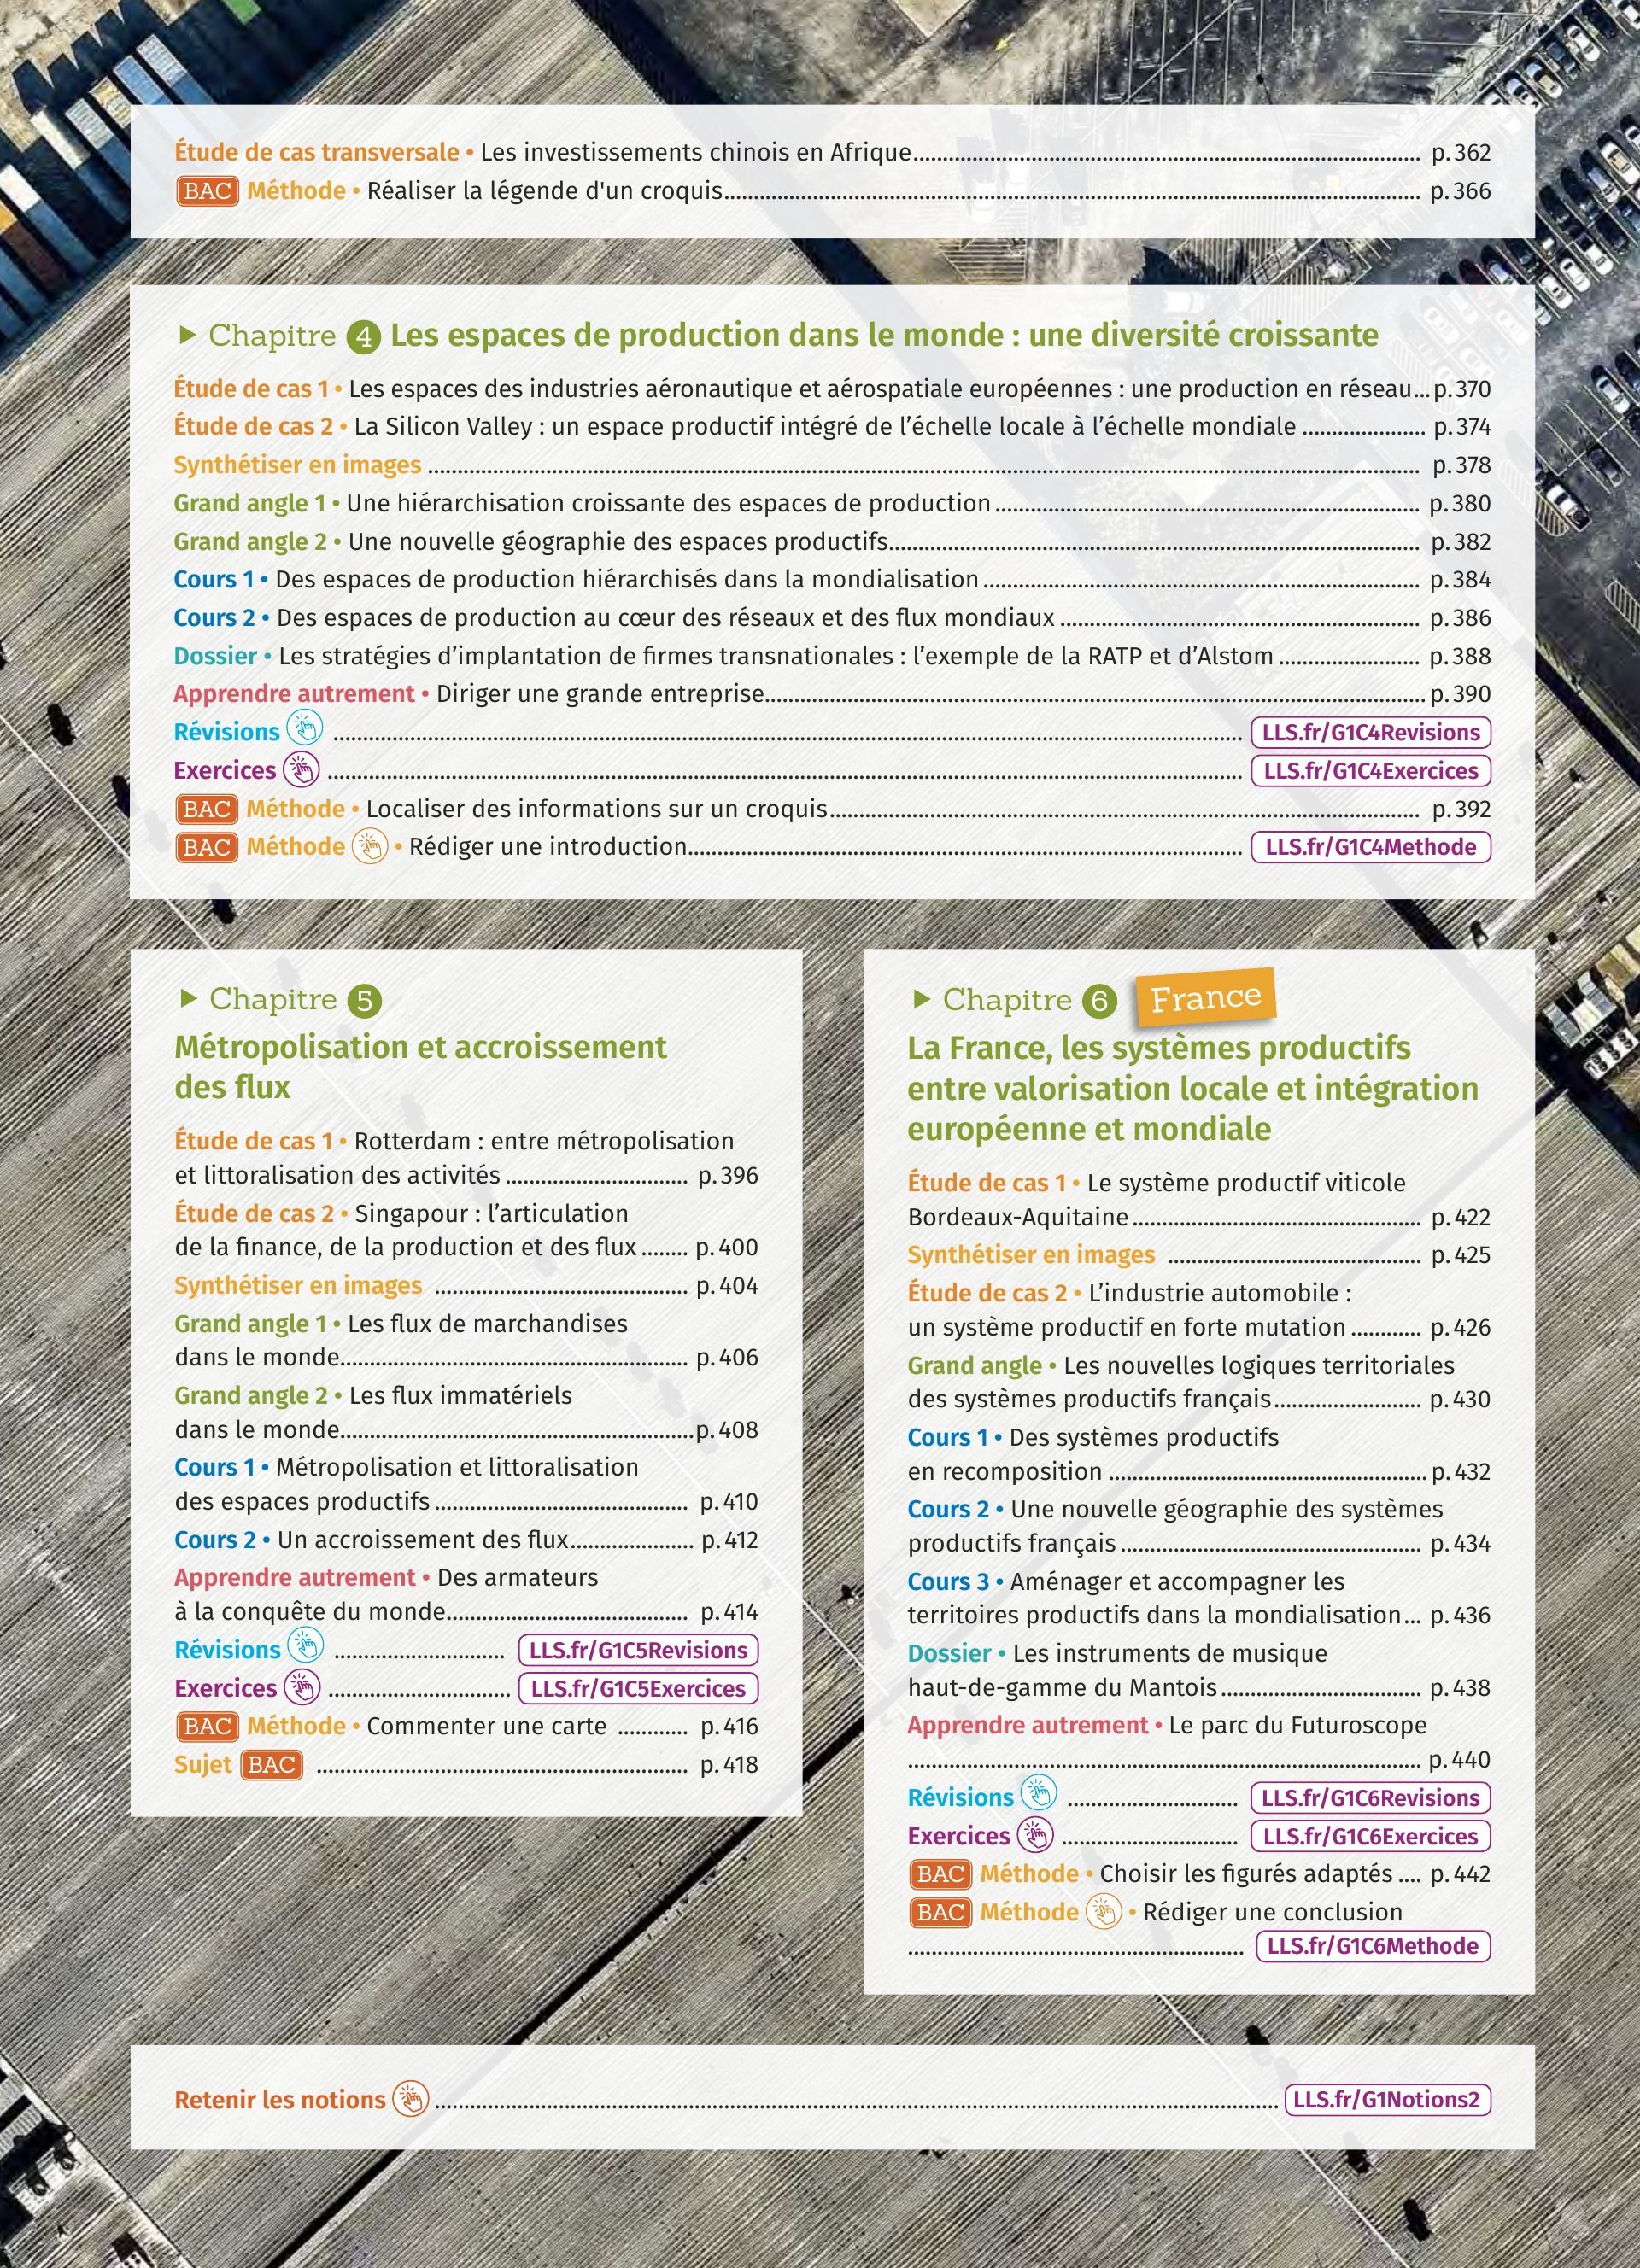 Étude de cas transversale • Les investissements chinois en Afrique.......... p. 362
BAC Méthode • Réaliser la légende d'un croquis.......... p. 366
Chapitre 4 Les espaces de production dans le monde : une diversité croissante
Étude de cas 1 • Les espaces des industries aéronautique et aérospatiale européennes : une production en réseau... p. 370
Étude de cas 2 • La Silicon Valley : un espace productif intégré de l’échelle locale à l’échelle mondiale .......... p. 374
Synthétiser en images .......... p. 378
Grand angle 1 • Une hiérarchisation croissante des espaces de production .......... p. 380
Grand angle 2 • Une nouvelle géographie des espaces productifs.......... p. 382
Cours 1 • Des espaces de production hiérarchisés dans la mondialisation .......... p. 384
Cours 2 • Des espaces de production au cœur des réseaux et des flux mondiaux .......... p. 386
Dossier • Les stratégies d’implantation de firmes transnationales : l’exemple de la RATP et d’Alstom .......... p. 388
Apprendre autrement • Diriger une grande entreprise.......... p. 390
Révisions .......... LLS.fr/G1C4Revisions
Exercices .......... LLS.fr/G1C4Exercices
BAC Méthode • Localiser des informations sur un croquis.......... p. 392
BAC Méthode • Rédiger une introduction.......... LLS.fr/G1C4Methode
Chapitre 5
Métropolisation et accroissement
des flux
Étude de cas 1 • Rotterdam : entre métropolisation
et littoralisation des activités .......... p. 396
Étude de cas 2 • Singapour : l’articulation
de la finance, de la production et des flux ........ p. 400
Synthétiser en images .......... p. 404
Grand angle 1 • Les flux de marchandises
dans le monde.......... p. 406
Grand angle 2 • Les flux immatériels
dans le monde.......... p. 408
Cours 1 • Métropolisation et littoralisation
des espaces productifs .......... p. 410
Cours 2 • Un accroissement des flux.......... p. 412
Apprendre autrement • Des armateurs
à la conquête du monde.......... p. 414
Révisions .......... LLS.fr/G1C5Revisions
Exercices .......... LLS.fr/G1C5Exercices
BAC Méthode • Commenter une carte .......... p. 416
Sujet BAC .......... p. 418
Chapitre 6 France
La France, les systèmes productifs
entre valorisation locale et intégration
européenne et mondiale
Étude de cas 1 • Le système productif viticole
Bordeaux-Aquitaine .......... p. 422
Synthétiser en images .......... p. 425
Étude de cas 2 • L’industrie automobile :
un système productif en forte mutation .......... p. 426
Grand angle • Les nouvelles logiques territoriales
des systèmes productifs français.......... p. 430
Cours 1 • Des systèmes productifs
en recomposition .......... p. 432
Cours 2 • Une nouvelle géographie des systèmes
productifs français .......... p. 434
Cours 3 • Aménager et accompagner les
territoires productifs dans la mondialisation... p. 436
Dossier • Les instruments de musique
haut-de-gamme du Mantois .......... p. 438
Apprendre autrement • Le parc du Futuroscope
.......... p. 440
Révisions .......... LLS.fr/G1C6Revisions
Exercices .......... LLS.fr/G1C6Exercices
BAC Méthode • Choisir les figurés adaptés .... p. 442
BAC Méthode • Rédiger une conclusion
.......... LLS.fr/G1C6Methode
Retenir les notions .......... LLS.fr/G1Notions2